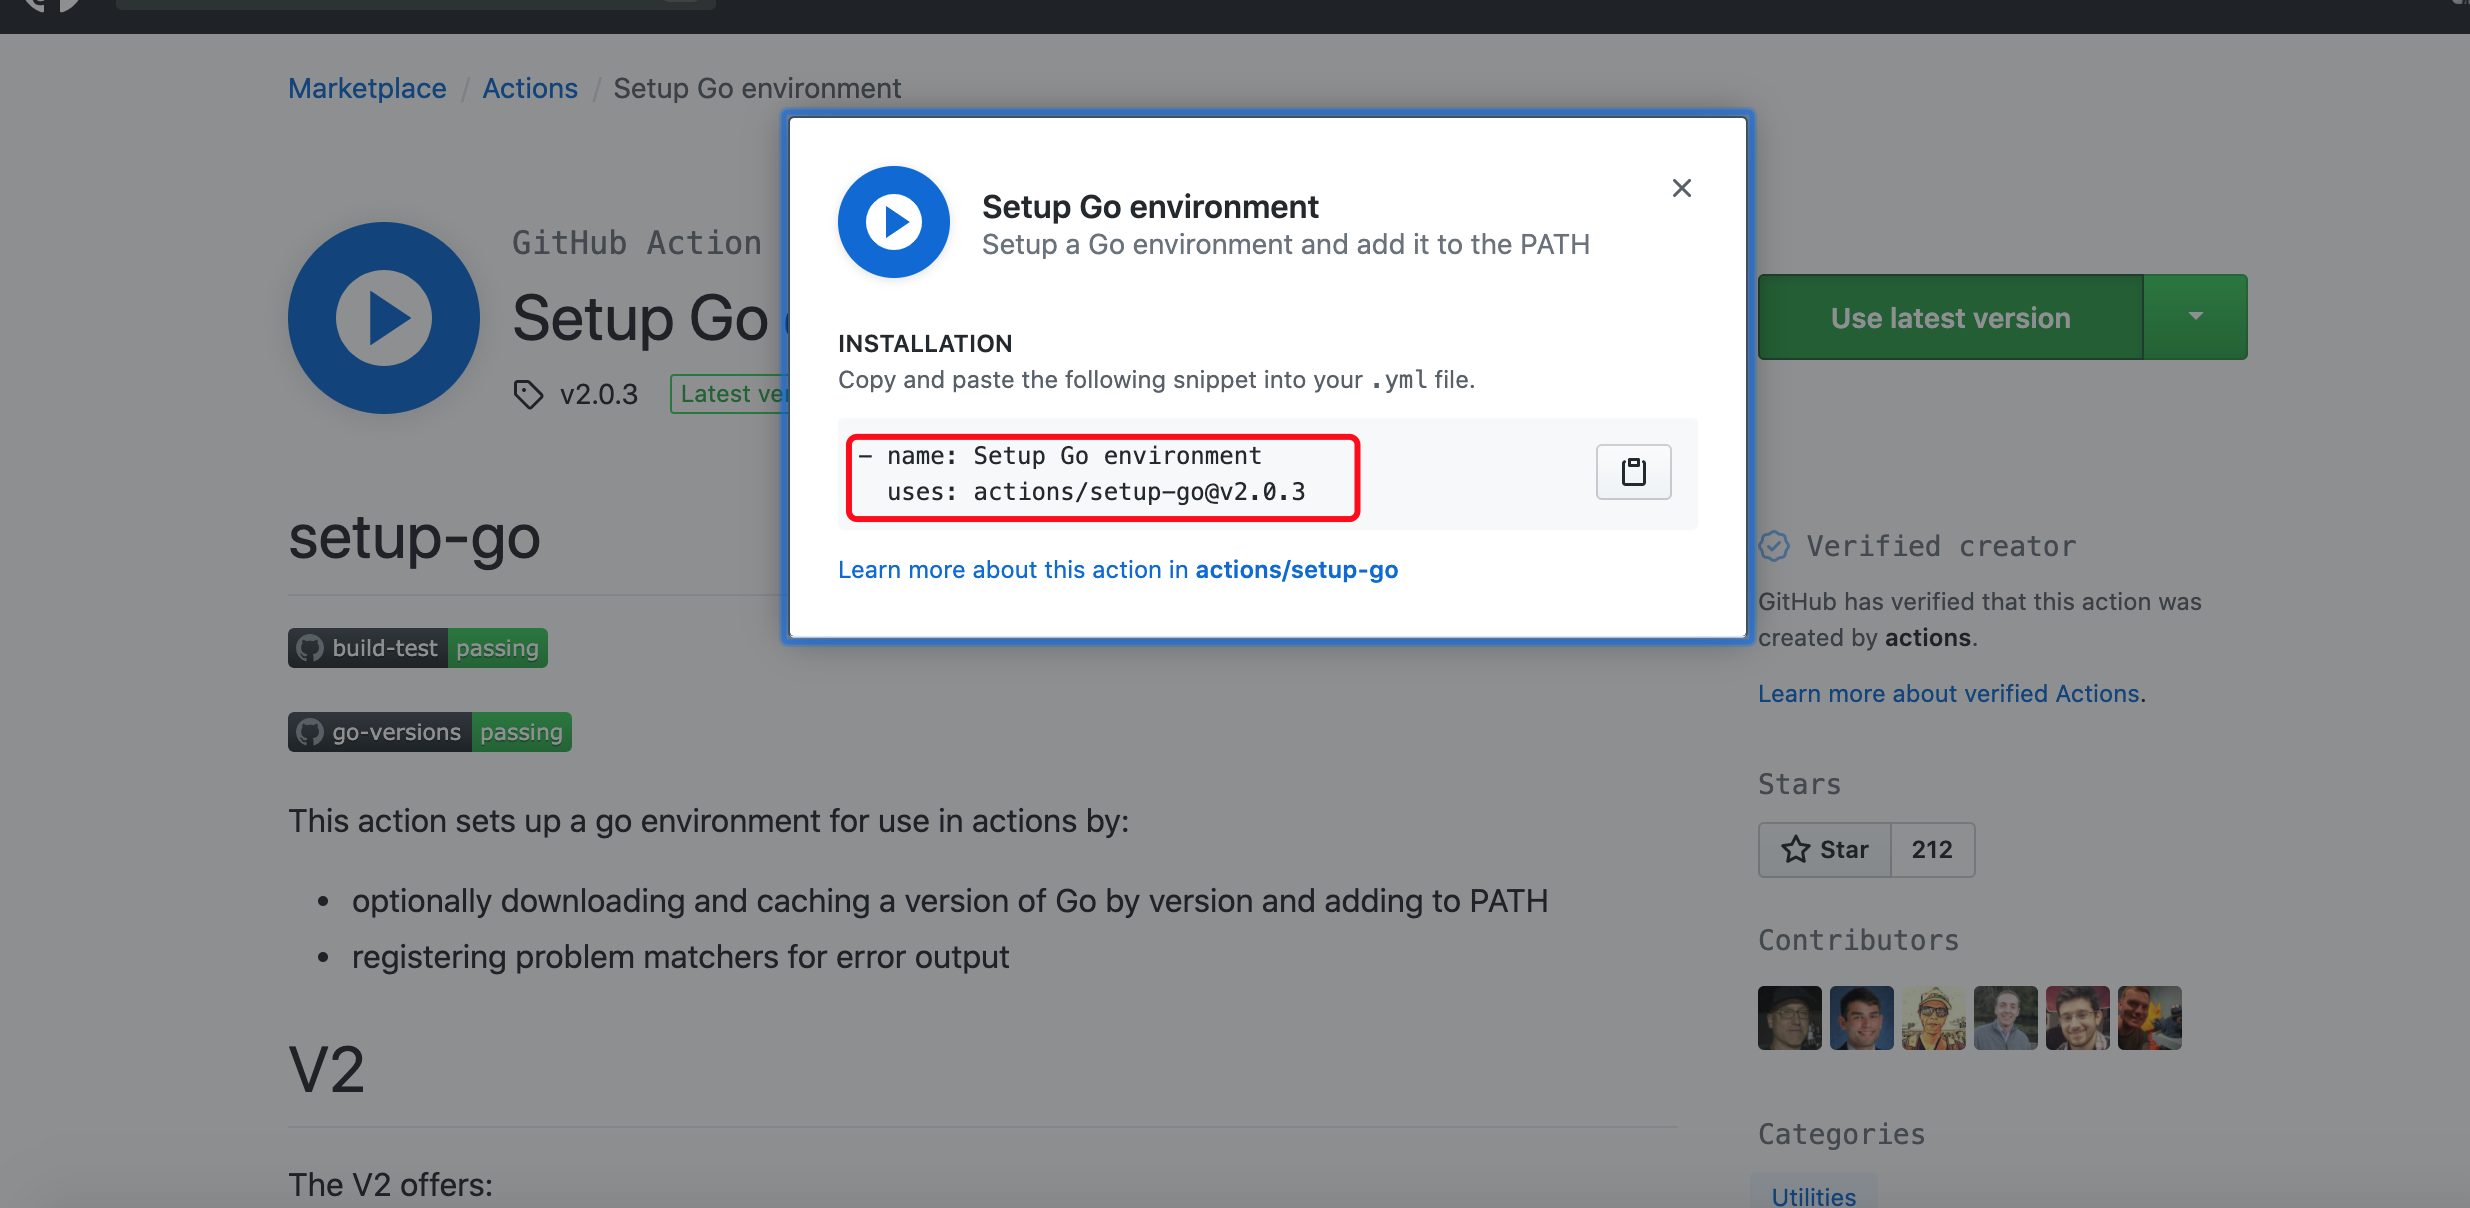 Marketplace / Actions / Setup Go environment
GitHub Action
Setup Go
v2.0.3
Latest ve
Setup Go environment
Setup a Go environment and add it to the PATH
INSTALLATION
Copy and paste the following snippet into your .yml file.
- name: Setup Go environment
uses: actions/setup-go@v2.0.3
Learn more about this action in actions/setup-go
Use latest version
setup-go
build-test passing
go-versions passing
This action sets up a go environment for use in actions by:
• optionally downloading and caching a version of Go by version and adding to PATH
• registering problem matchers for error output
V2
The V2 offers:
Verified creator
GitHub has verified that this action was
created by actions.
Learn more about verified Actions.
Stars
Star 212
Contributors
Categories
Utilities